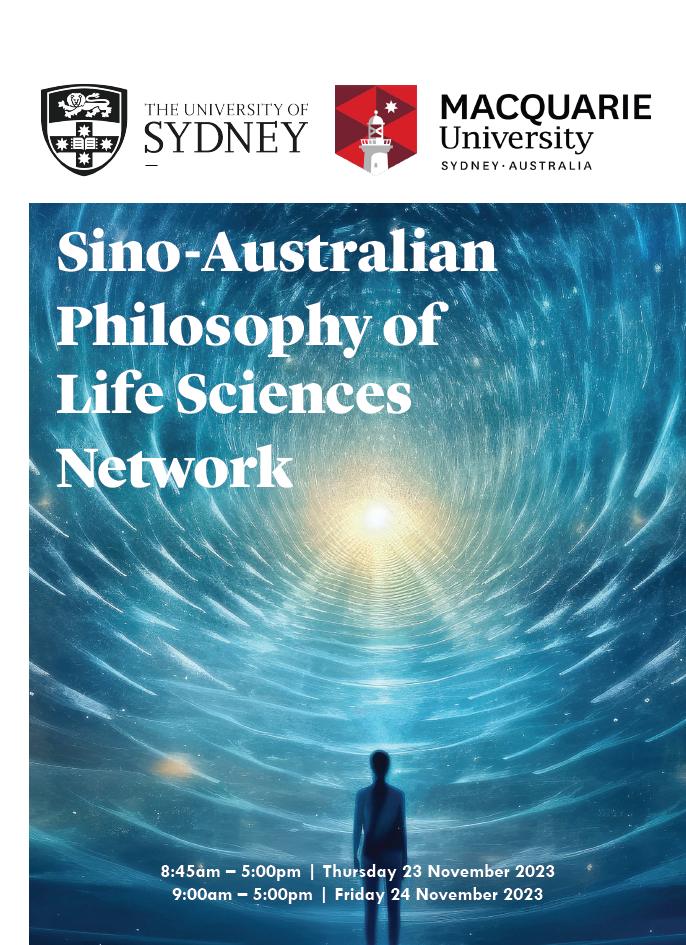 THE UNIVERSITY OF
SYDNEY
MACQUARIE
University
SYDNEY·AUSTRALIA
Sino-Australian
Philosophy of
Life Sciences
Network
8:45am – 5:00pm | Thursday 23 November 2023
9:00am – 5:00pm | Friday 24 November 2023